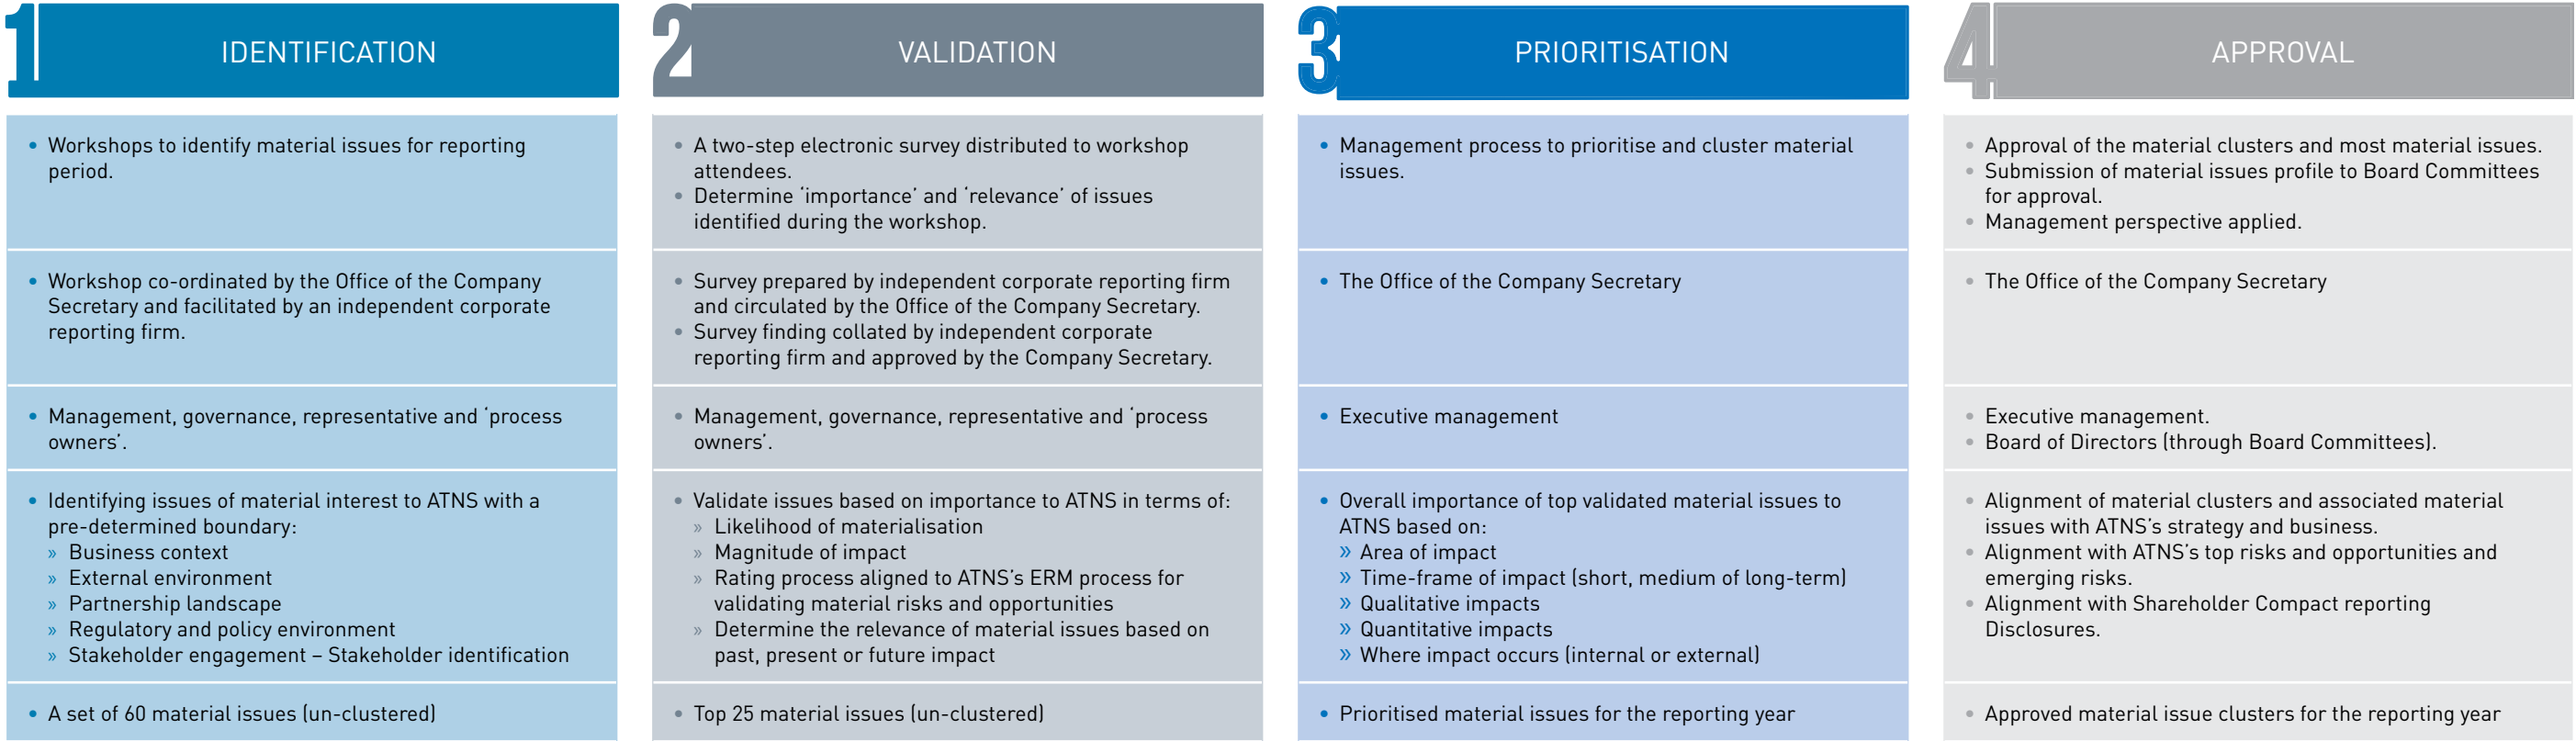 1
IDENTIFICATION
• Workshops to identify material issues for reporting
period.
• Workshop co-ordinated by the Office of the Company
Secretary and facilitated by an independent corporate
reporting firm.
• Management, governance, representative and ‘process
owners’.
• Identifying issues of material interest to ATNS with a
pre-determined boundary:
» Business context
» External environment
» Partnership landscape
» Regulatory and policy environment
» Stakeholder engagement – Stakeholder identification
• A set of 60 material issues (un-clustered)
2
VALIDATION
• A two-step electronic survey distributed to workshop
attendees.
• Determine ‘importance’ and ‘relevance’ of issues
identified during the workshop.
• Survey prepared by independent corporate reporting firm
and circulated by the Office of the Company Secretary.
• Survey finding collated by independent corporate
reporting firm and approved by the Company Secretary.
• Management, governance, representative and ‘process
owners’.
• Validate issues based on importance to ATNS in terms of:
» Likelihood of materialisation
» Magnitude of impact
» Rating process aligned to ATNS’s ERM process for
validating material risks and opportunities
» Determine the relevance of material issues based on
past, present or future impact
• Top 25 material issues (un-clustered)
3
PRIORITISATION
• Management process to prioritise and cluster material
issues.
• The Office of the Company Secretary
• Executive management
• Overall importance of top validated material issues to
ATNS based on:
» Area of impact
» Time-frame of impact (short, medium of long-term)
» Qualitative impacts
» Quantitative impacts
» Where impact occurs (internal or external)
• Prioritised material issues for the reporting year
4
APPROVAL
• Approval of the material clusters and most material issues.
• Submission of material issues profile to Board Committees
for approval.
• Management perspective applied.
• The Office of the Company Secretary
• Executive management.
• Board of Directors (through Board Committees).
• Alignment of material clusters and associated material
issues with ATNS’s strategy and business.
• Alignment with ATNS’s top risks and opportunities and
emerging risks.
• Alignment with Shareholder Compact reporting
Disclosures.
• Approved material issue clusters for the reporting year